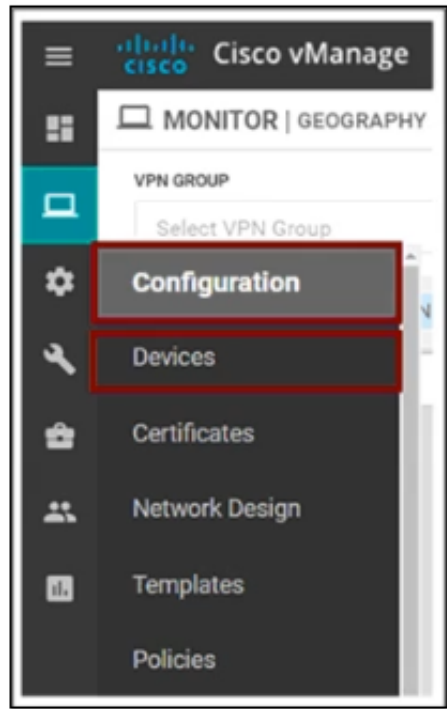 CISCO Cisco vManage
MONITOR | GEOGRAPHY
VPN GROUP
Select VPN Group
Configuration
N
Devices
Certificates
Network Design
Templates
Policies